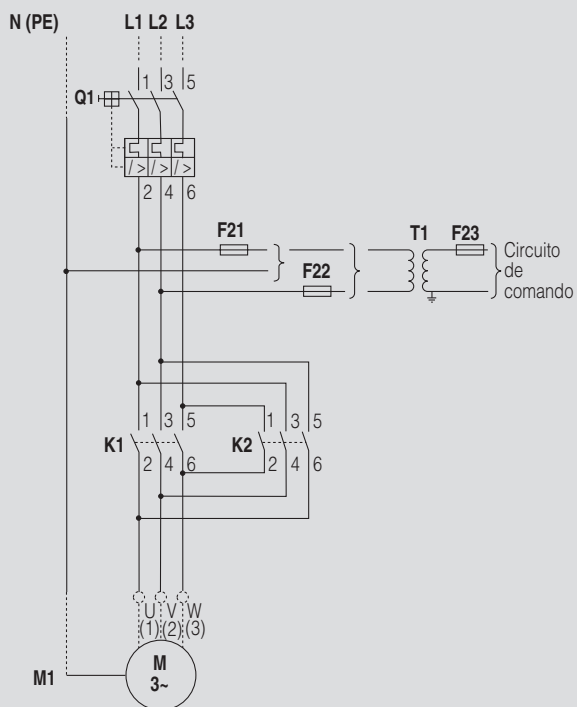 N (PE) L1 L2 L3
1 3 5
Q1
I> I> I>
2 4 6
F21 T1 F23
Circuito
de
comando
F22
1 3 5 1 3 5
K1 K2
2 4 6 2 4 6
U V W
(1) (2) (3)
M
3~
M1